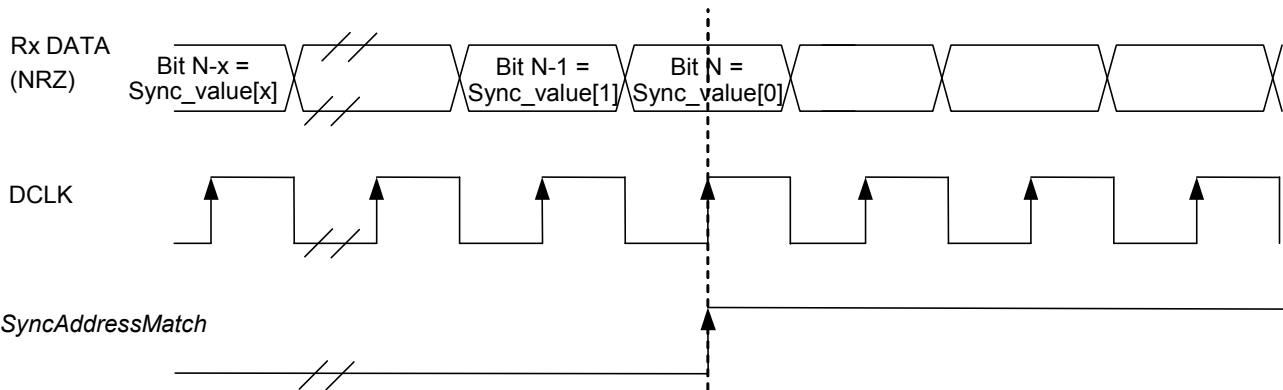 Rx DATA
(NRZ)
Bit N-x =
Sync_value[x]
Bit N-1 =
Sync_value[1]
Bit N =
Sync_value[0]
DCLK
SyncAddressMatch